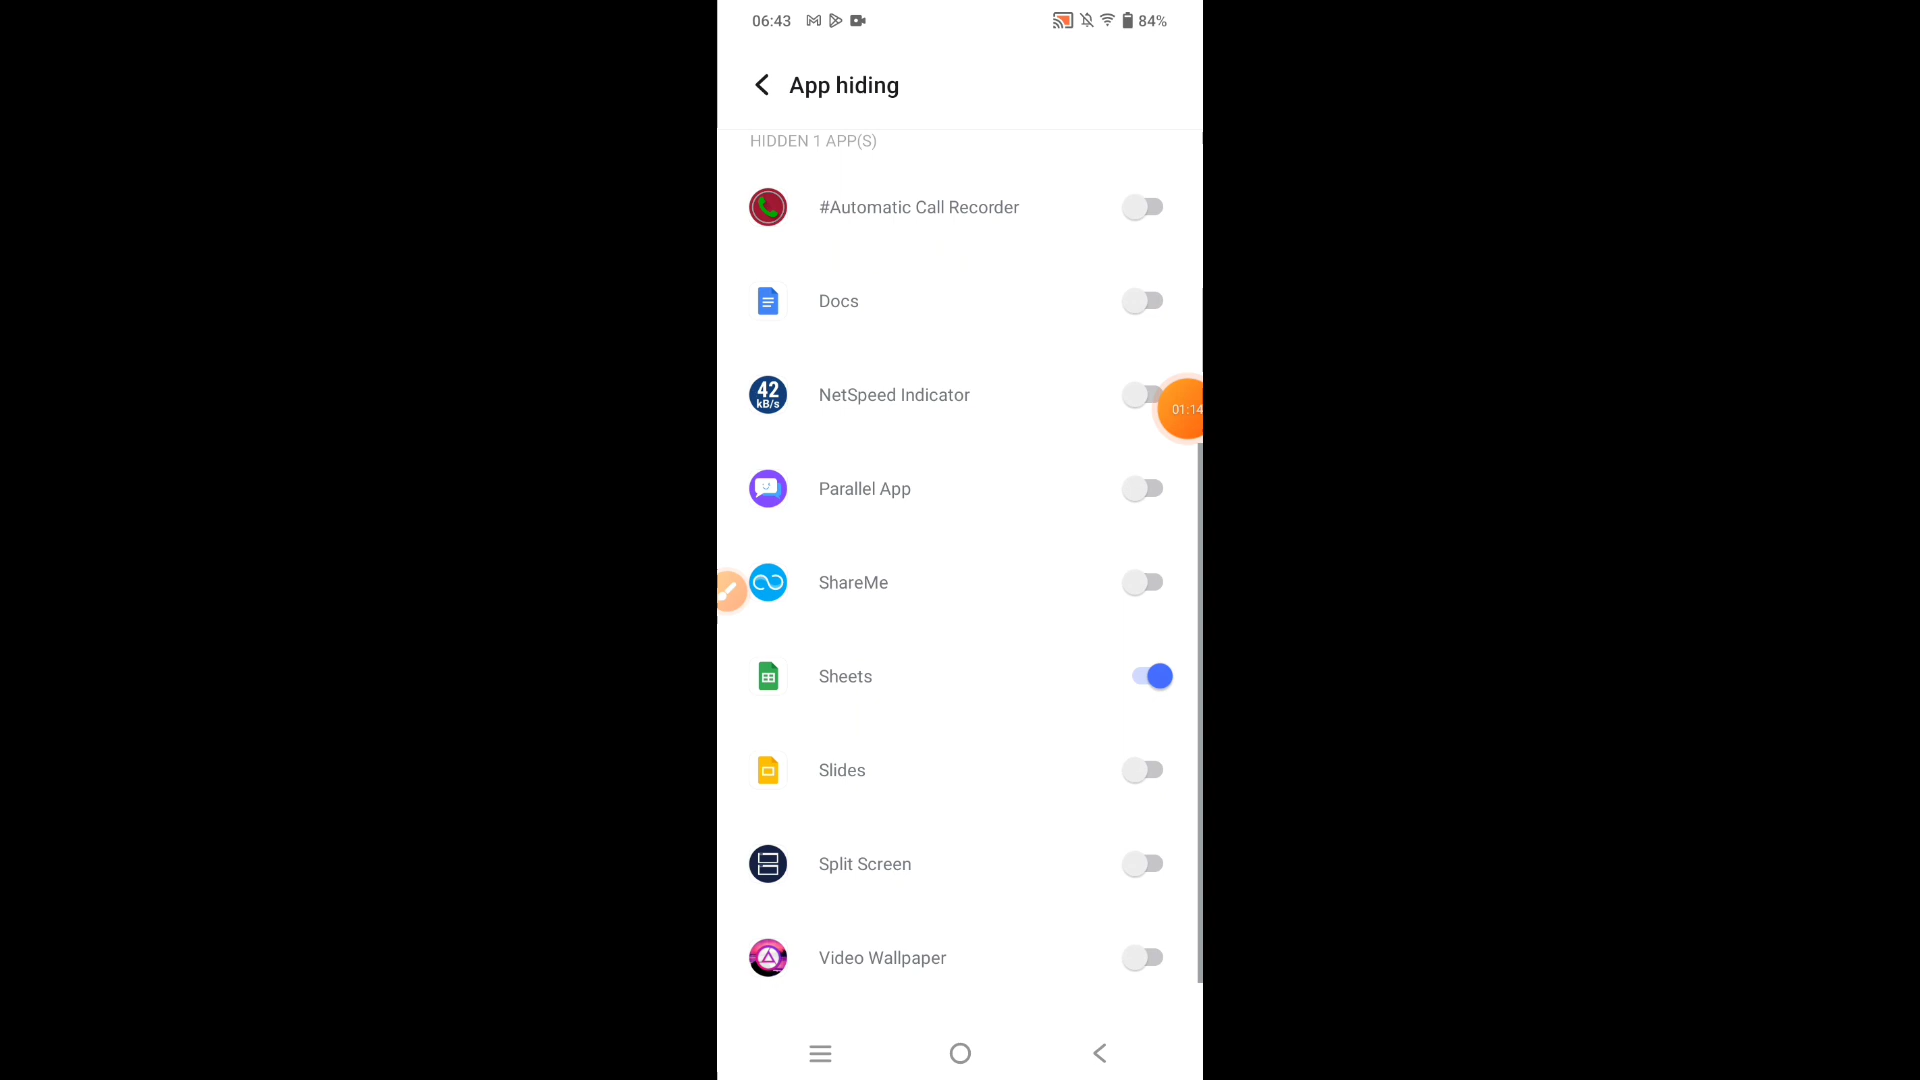 06:43 84%
App hiding
HIDDEN 1 APP(S)
#Automatic Call Recorder
Docs
42
kB/s
NetSpeed Indicator
01:14
Parallel App
ShareMe
Sheets
Slides
Split Screen
Video Wallpaper